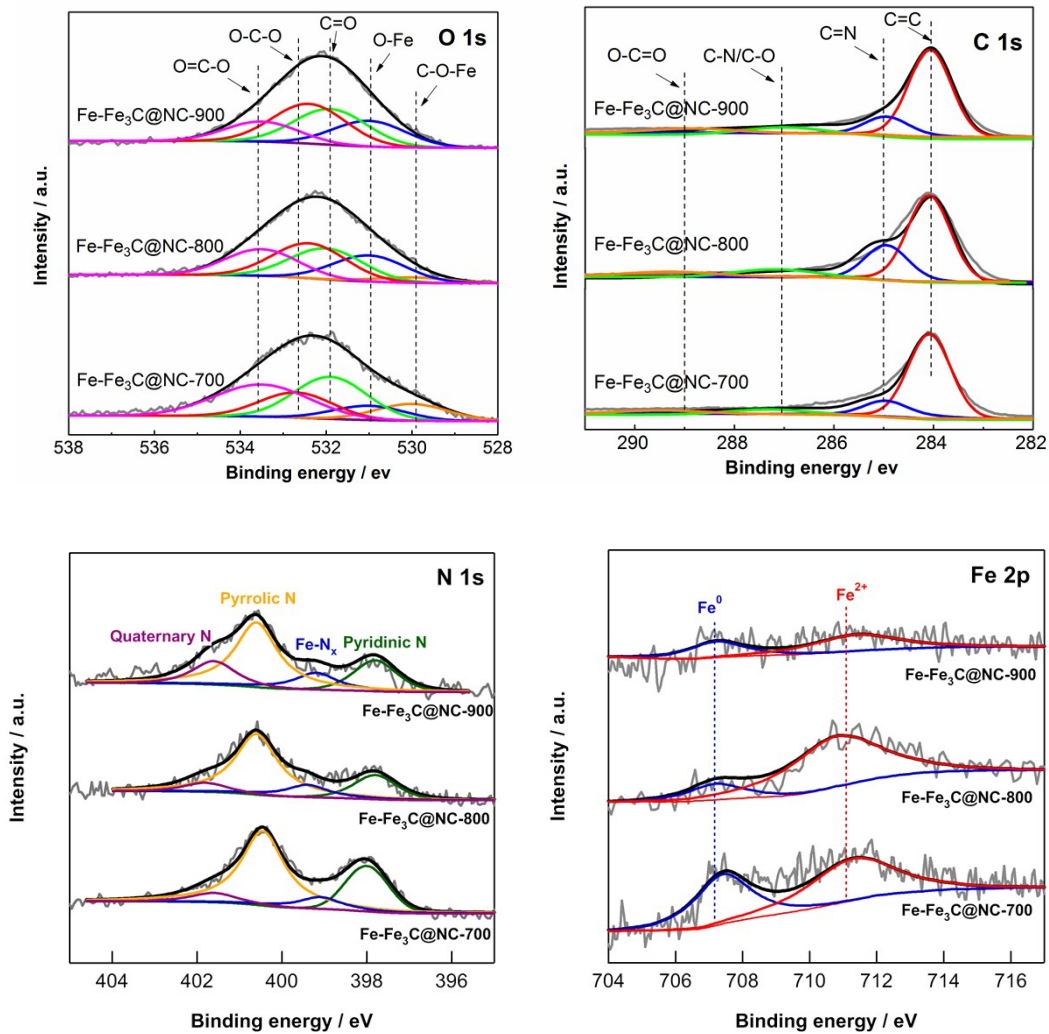 O 1s
O-C-O
C=O
O-Fe
O=C-O
C-O-Fe
Fe-Fe₃C@NC-900
Fe-Fe₃C@NC-800
Fe-Fe₃C@NC-700
Intensity / a.u.
538 536 534 532 530 528
Binding energy / ev
C 1s
C=C
C=N
O-C=O
C-N/C-O
Fe-Fe₃C@NC-900
Fe-Fe₃C@NC-800
Fe-Fe₃C@NC-700
Intensity / a.u.
290 288 286 284 282
Binding energy / ev
N 1s
Pyrrolic N
Quaternary N
Fe-Nₓ
Pyridinic N
Fe-Fe₃C@NC-900
Fe-Fe₃C@NC-800
Fe-Fe₃C@NC-700
Intensity / a.u.
404 402 400 398 396
Binding energy / eV
Fe 2p
Fe⁰
Fe²⁺
Fe-Fe₃C@NC-900
Fe-Fe₃C@NC-800
Fe-Fe₃C@NC-700
Intensity / a.u.
704 706 708 710 712 714 716
Binding energy / eV